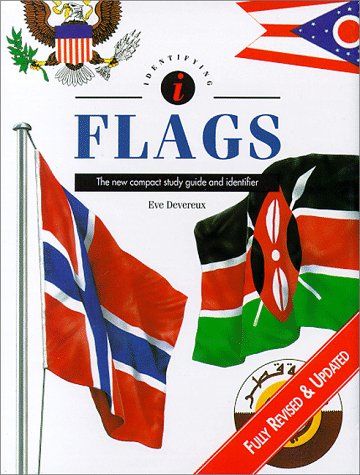 IDENTIFYING
i
FLAGS
The new compact study guide and identifier
Eve Devereux
FULLY REVISED & UPDATED